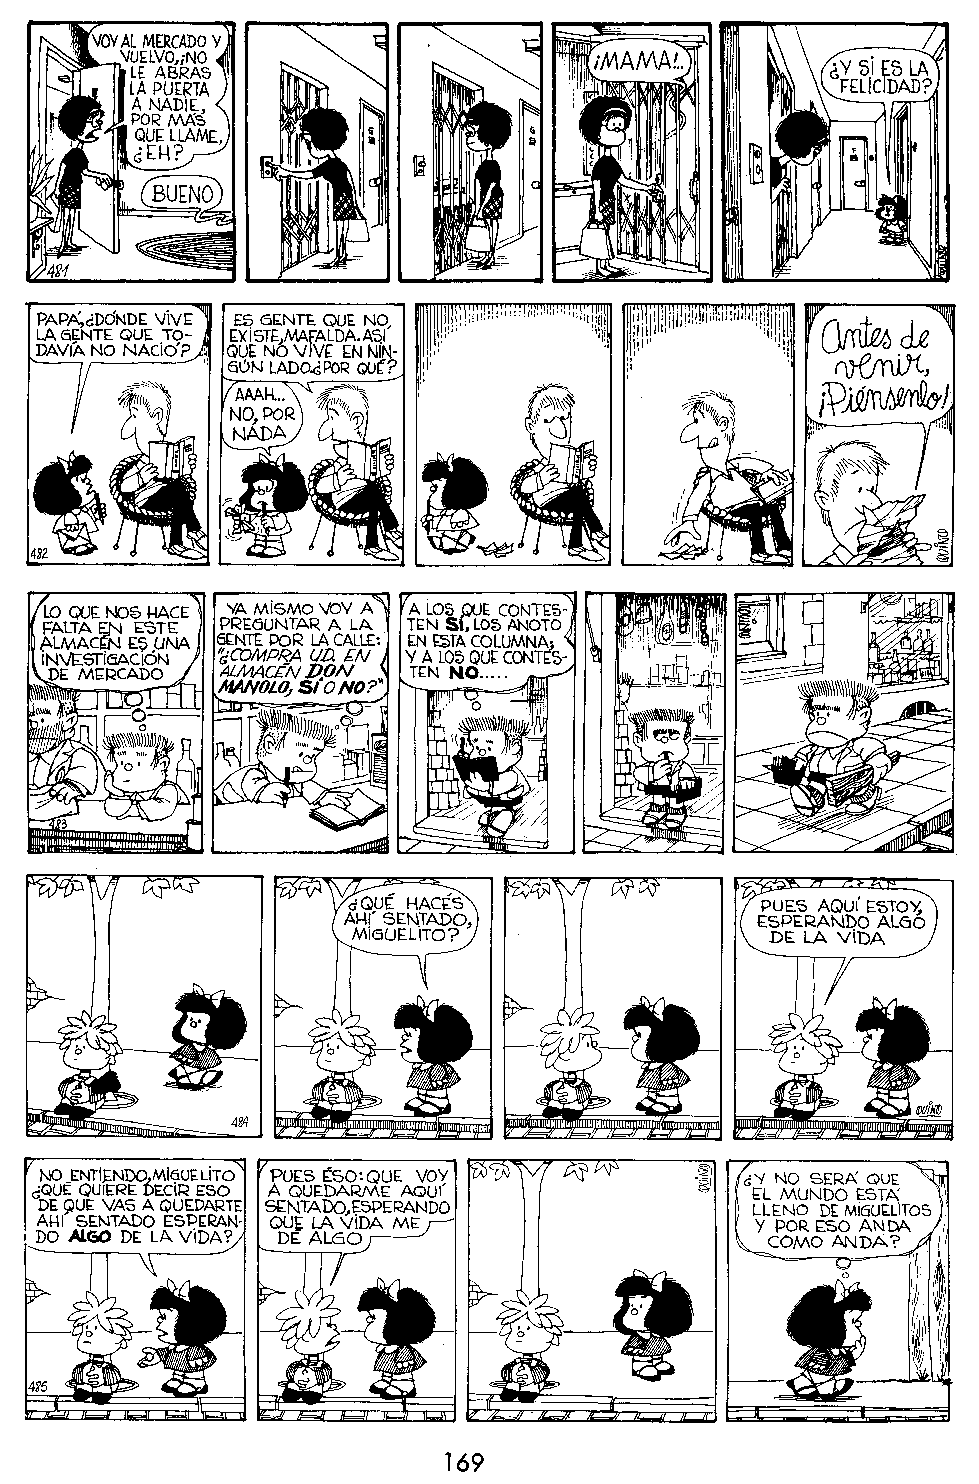 VOY AL MERCADO Y
VUELVO, ¡NO
LE ABRAS
LA PUERTA
A NADIE,
POR MAS
QUE LLAME,
¿EH?
BUENO
481
¡MAMA!..
¿Y SI ES LA
FELICIDAD?
QUINO
PAPÁ, ¿DÓNDE VIVE
LA GENTE QUE TO-
DAVÍA NO NACIÓ?
482
ES GENTE QUE NO
EXISTE, MAFALDA. ASÍ
QUE NO VIVE EN NIN-
GÚN LADO. ¿POR QUÉ?
AAAH...
NO, POR
NADA
Antes de
venir,
¡Piénsenlo!
QUINO
LO QUE NOS HACE
FALTA EN ESTE
ALMACÉN ES UNA
INVESTIGACIÓN
DE MERCADO
483
YA MISMO VOY A
PREGUNTAR A LA
GENTE POR LA CALLE:
"¿COMPRA UD. EN
ALMACÉN DON
MANOLO, SÍ O NO?"
A LOS QUE CONTES-
TEN SÍ, LOS ANOTO
EN ESTA COLUMNA;
Y A LOS QUE CONTES-
TEN NO.....
QUINO
484
¿QUÉ HACÉS
AHÍ SENTADO,
MIGUELITO?
PUES AQUÍ ESTOY,
ESPERANDO ALGO
DE LA VIDA
QUINO
NO ENTIENDO, MIGUELITO
¿QUE QUIERE DECIR ESO
DE QUE VAS A QUEDARTE
AHÍ SENTADO ESPERAN-
DO ALGO DE LA VIDA?
485
PUES ÉSO: QUE VOY
A QUEDARME AQUÍ
SENTADO, ESPERANDO
QUE LA VIDA ME
DÉ ALGO
QUINO
¿Y NO SERÁ QUE
EL MUNDO ESTÁ
LLENO DE MIGUELITOS
Y POR ESO ANDA
COMO ANDA?
169